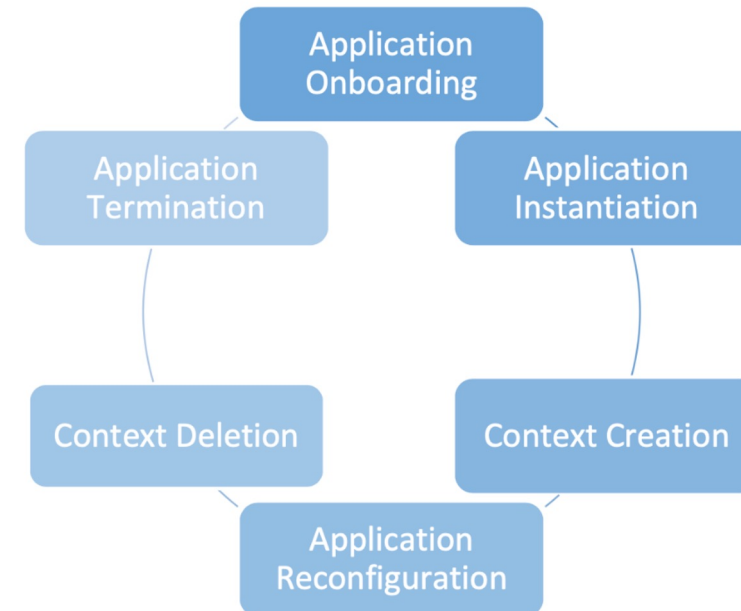 Application
Onboarding
Application
Instantiation
Context Creation
Application
Reconfiguration
Context Deletion
Application
Termination